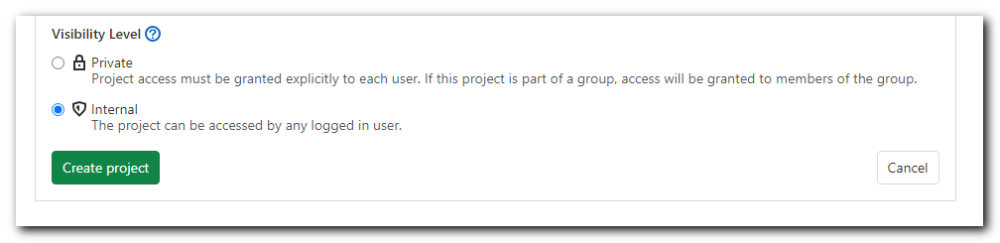 Visibility Level
Private
Project access must be granted explicitly to each user. If this project is part of a group, access will be granted to members of the group.
Internal
The project can be accessed by any logged in user.
Create project
Cancel